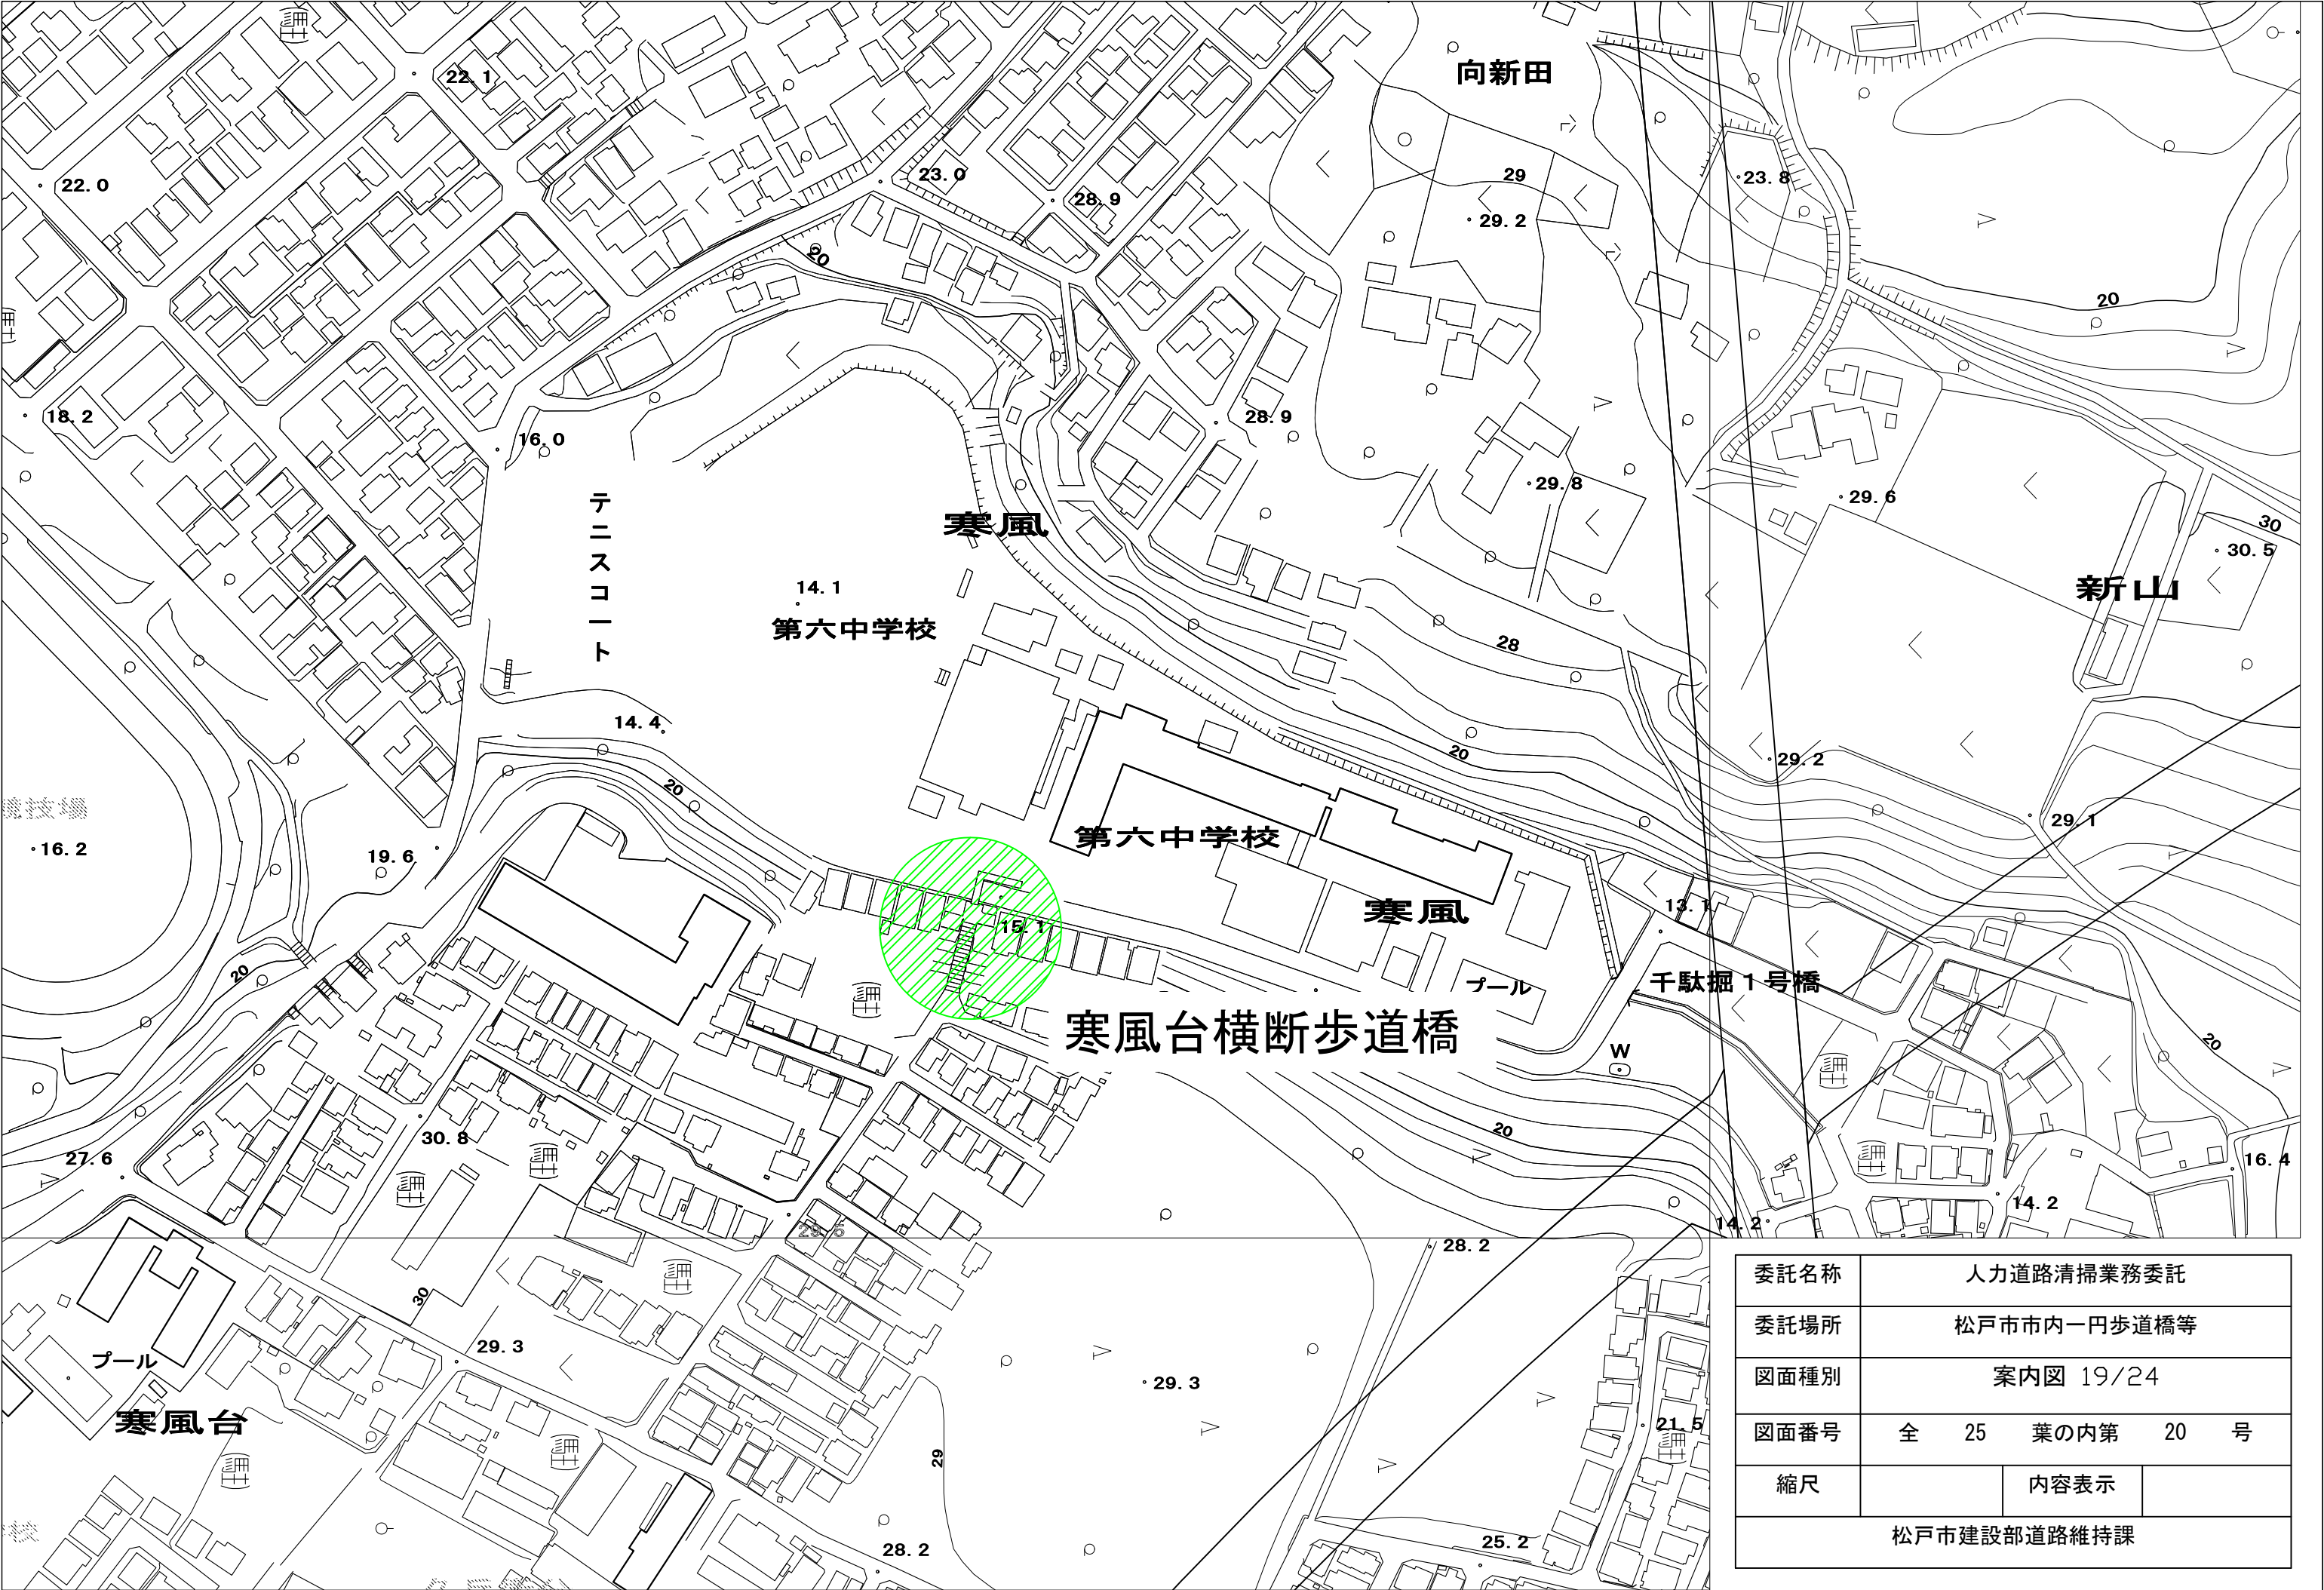 22.1
向新田
22.0
23.0
28.9
29
29.2
23.8
20
20
18.2
16.0
28.9
29.8
29.6
30
30.5
テニスコート
寒風
14.1
第六中学校
新山
28
14.4
20
20
29.2
競技場
16.2
19.6
第六中学校
29.1
寒風
13.1
15.1
20
プール
千駄堀1号橋
寒風台横断歩道橋
W
20
20
30.8
27.6
16.4
14.2
14.2
29.5
28.2
30
29.3
プール
29.3
寒風台
21.5
29
25.2
28.2
委託名称 人力道路清掃業務委託
委託場所 松戸市市内一円歩道橋等
図面種別 案内図 19/24
図面番号 全 25 葉の内第 20 号
縮尺 内容表示
松戸市建設部道路維持課